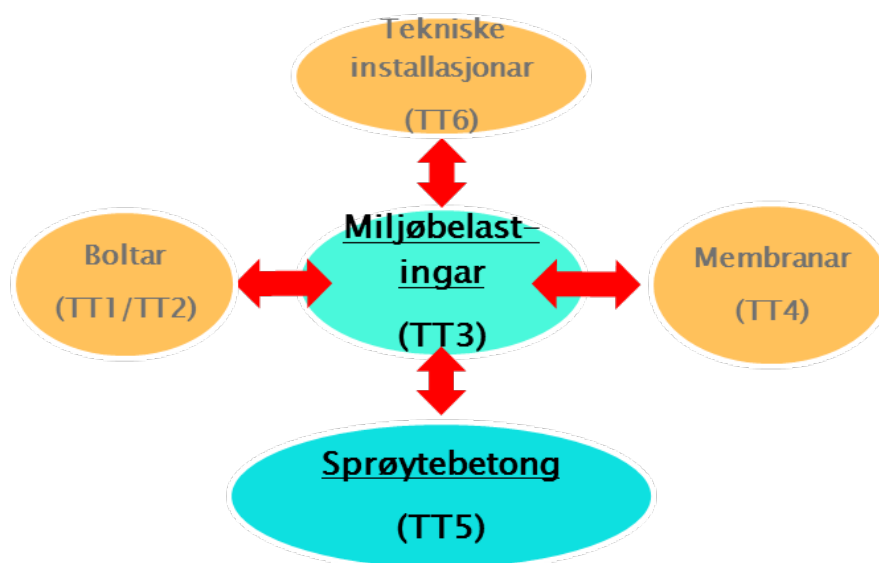 Tekniske
installasjonar
(TT6)
Miljøbelast-
ingar
(TT3)
Boltar
(TT1/TT2)
Membranar
(TT4)
Sprøytebetong
(TT5)